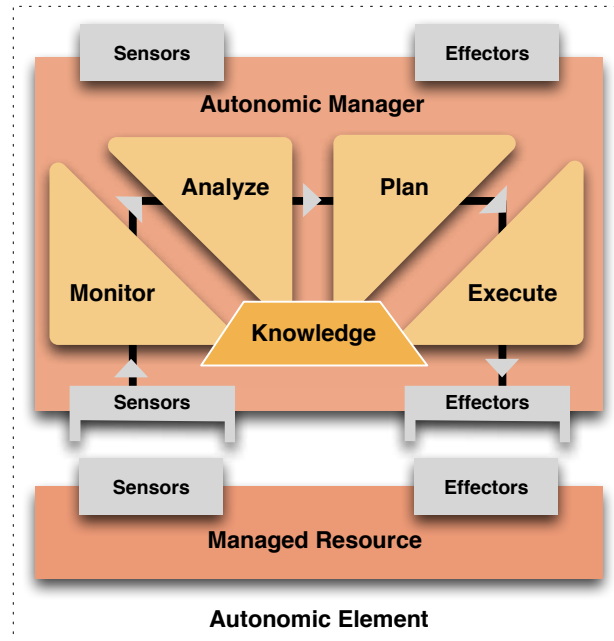 Sensors
Effectors
Autonomic Manager
Analyze
Plan
Monitor
Execute
Knowledge
Sensors
Effectors
Sensors
Effectors
Managed Resource
Autonomic Element